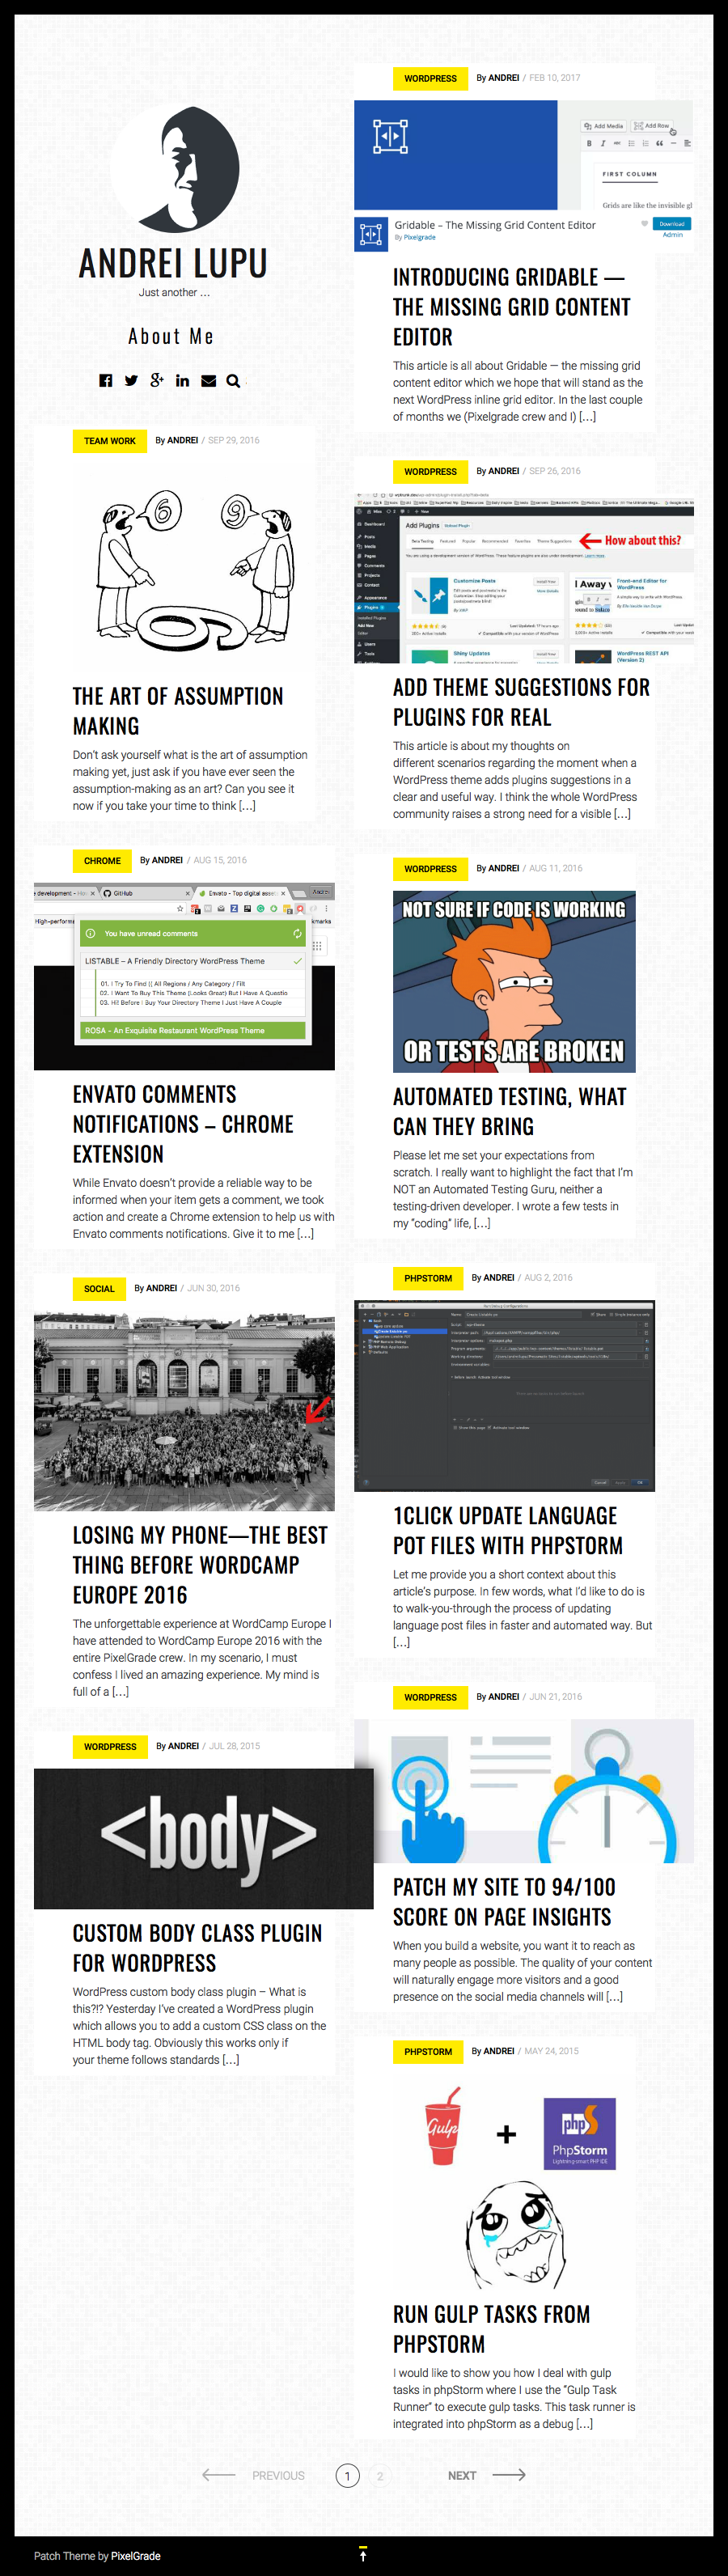 ANDREI LUPU
Just another ...
About Me
WORDPRESS By ANDREI / FEB 10, 2017
Add Media Add Row
FIRST COLUMN
Grids are like the invisible gl
Gridable – The Missing Grid Content Editor
By Pixelgrade
Download
Admin
INTRODUCING GRIDABLE —
THE MISSING GRID CONTENT
EDITOR
This article is all about Gridable — the missing grid
content editor which we hope that will stand as the
next WordPress inline grid editor. In the last couple
of months we (Pixelgrade crew and I) [...]
TEAM WORK By ANDREI / SEP 29, 2016
6 9
THE ART OF ASSUMPTION
MAKING
Don't ask yourself what is the art of assumption
making yet, just ask if you have ever seen the
assumption-making as an art? Can you see it
now if you take your time to think [...]
WORDPRESS By ANDREI / SEP 26, 2016
Add Plugins Upload Plugin
How about this?
Customize Posts
Front-end Editor for
WordPress
Shiny Updates
WordPress REST API
(Version 2)
ADD THEME SUGGESTIONS FOR
PLUGINS FOR REAL
This article is about my thoughts on
different scenarios regarding the moment when a
WordPress theme adds plugins suggestions in a
clear and useful way. I think the whole WordPress
community raises a strong need for a visible [...]
CHROME By ANDREI / AUG 15, 2016
GitHub
Envato - Top digital asse
You have unread comments
LISTABLE – A Friendly Directory WordPress Theme
01. I Try To Find (( All Regions / Any Category / Filt
02. I Want To Buy This Theme (Looks Great) But I Have A Questio
03. Hi! Before I Buy Your Directory Theme I Just Have A Couple
ROSA - An Exquisite Restaurant WordPress Theme
ENVATO COMMENTS
NOTIFICATIONS – CHROME
EXTENSION
While Envato doesn't provide a reliable way to be
informed when your item gets a comment, we took
action and create a Chrome extension to help us with
Envato comments notifications. Give it to me [...]
WORDPRESS By ANDREI / AUG 11, 2016
NOT SURE IF CODE IS WORKING
OR TESTS ARE BROKEN
AUTOMATED TESTING, WHAT
CAN THEY BRING
Please let me set your expectations from
scratch. I really want to highlight the fact that I'm
NOT an Automated Testing Guru, neither a
testing-driven developer. I wrote a few tests in
my "coding" life, [...]
SOCIAL By ANDREI / JUN 30, 2016
LOSING MY PHONE—THE BEST
THING BEFORE WORDCAMP
EUROPE 2016
The unforgettable experience at WordCamp Europe I
have attended to WordCamp Europe 2016 with the
entire PixelGrade crew. In my scenario, I must
confess I lived an amazing experience. My mind is
full of a [...]
PHPSTORM By ANDREI / AUG 2, 2016
1CLICK UPDATE LANGUAGE
POT FILES WITH PHPSTORM
Let me provide you a short context about this
article's purpose. In few words, what I'd like to do is
to walk-you-through the process of updating
language post files in faster and automated way. But
[...]
WORDPRESS By ANDREI / JUL 28, 2015
<body>
CUSTOM BODY CLASS PLUGIN
FOR WORDPRESS
WordPress custom body class plugin – What is
this?!? Yesterday I've created a WordPress plugin
which allows you to add a custom CSS class on the
HTML body tag. Obviously this works only if
your theme follows standards [...]
WORDPRESS By ANDREI / JUN 21, 2016
PATCH MY SITE TO 94/100
SCORE ON PAGE INSIGHTS
When you build a website, you want it to reach as
many people as possible. The quality of your content
will naturally engage more visitors and a good
presence on the social media channels will [...]
PHPSTORM By ANDREI / MAY 24, 2015
Gulp + php
PhpStorm
Lightning-smart PHP IDE
RUN GULP TASKS FROM
PHPSTORM
I would like to show you how I deal with gulp
tasks in phpStorm where I use the "Gulp Task
Runner" to execute gulp tasks. This task runner is
integrated into phpStorm as a debug [...]
PREVIOUS 1 2 NEXT
Patch Theme by PixelGrade